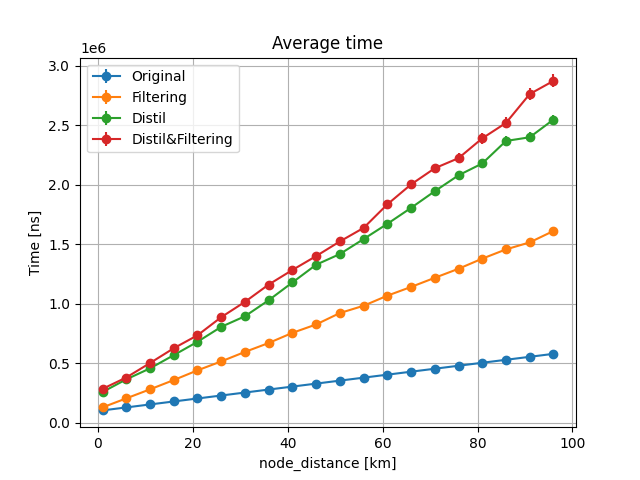 Average time
1e6
3.0
2.5
2.0
1.5
1.0
0.5
0.0
Time [ns]
Original
Filtering
Distil
Distil&Filtering
0 20 40 60 80 100
node_distance [km]